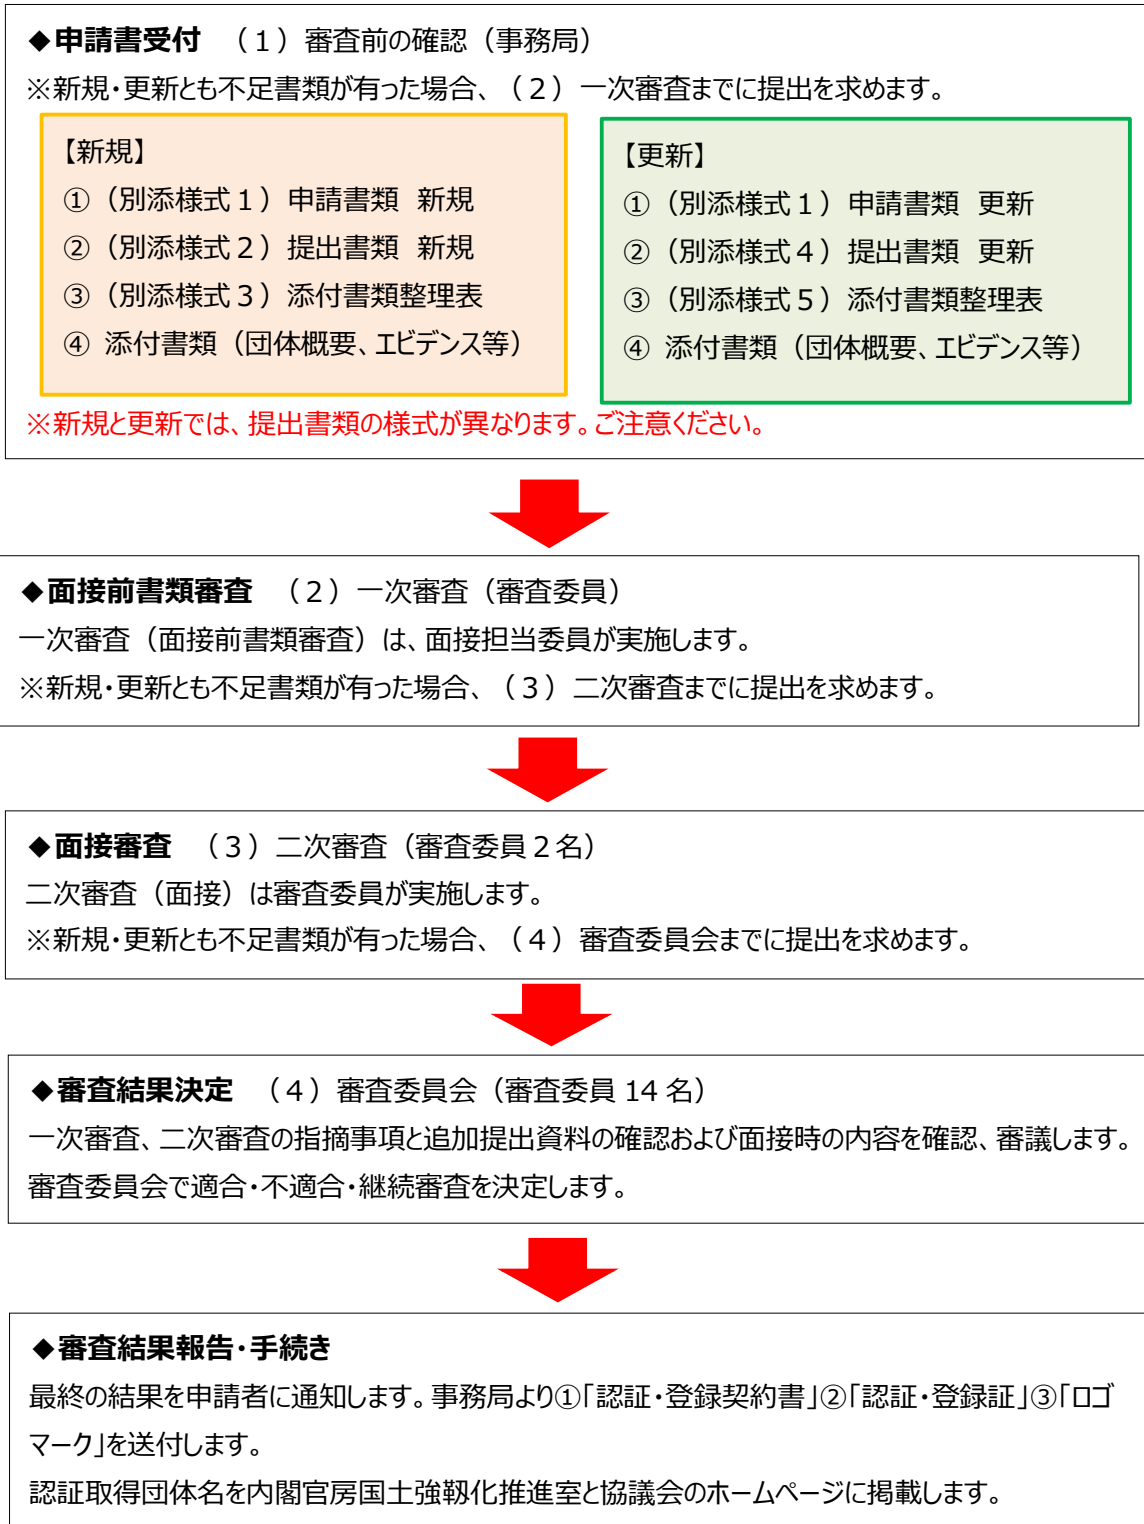 ◆申請書受付　（１）審査前の確認（事務局）
※新規・更新とも不足書類が有った場合、（２）一次審査までに提出を求めます。
【新規】
①（別添様式１）申請書類 新規
②（別添様式２）提出書類 新規
③（別添様式３）添付書類整理表
④ 添付書類（団体概要、エビデンス等）
【更新】
①（別添様式１）申請書類 更新
②（別添様式４）提出書類 更新
③（別添様式５）添付書類整理表
④ 添付書類（団体概要、エビデンス等）
※新規と更新では、提出書類の様式が異なります。ご注意ください。
◆面接前書類審査　（２）一次審査（審査委員）
一次審査（面接前書類審査）は、面接担当委員が実施します。
※新規・更新とも不足書類が有った場合、（３）二次審査までに提出を求めます。
◆面接審査　（３）二次審査（審査委員２名）
二次審査（面接）は審査委員が実施します。
※新規・更新とも不足書類が有った場合、（４）審査委員会までに提出を求めます。
◆審査結果決定　（４）審査委員会（審査委員 14 名）
一次審査、二次審査の指摘事項と追加提出資料の確認および面接時の内容を確認、審議します。
審査委員会で適合・不適合・継続審査を決定します。
◆審査結果報告・手続き
最終の結果を申請者に通知します。事務局より①「認証・登録契約書」②「認証・登録証」③「ロゴ
マーク」を送付します。
認証取得団体名を内閣官房国土強靱化推進室と協議会のホームページに掲載します。